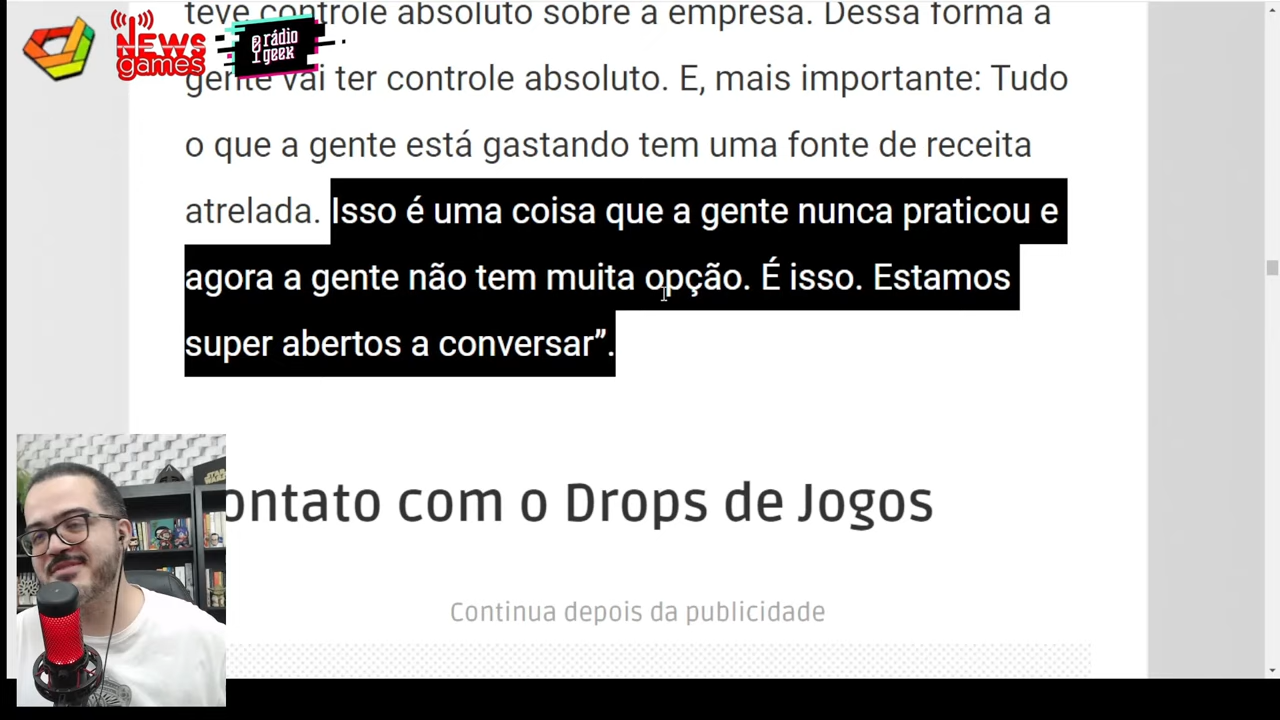 teve controle absoluto sobre a empresa. Dessa forma a
NEWS
games
rádio
geek
gente vai ter controle absoluto. E, mais importante: Tudo
o que a gente está gastando tem uma fonte de receita
atrelada. Isso é uma coisa que a gente nunca praticou e
agora a gente não tem muita opção. É isso. Estamos
super abertos a conversar”.
ontato com o Drops de Jogos
Continua depois da publicidade
STAR
WARS